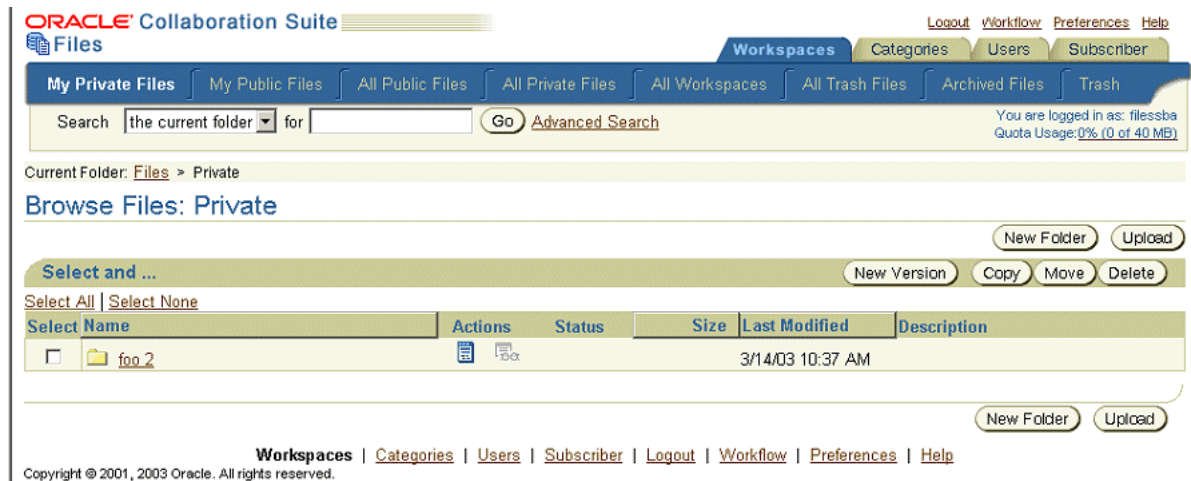 ORACLE Collaboration Suite
Logout Workflow Preferences Help
Files
Workspaces Categories Users Subscriber
My Private Files My Public Files All Public Files All Private Files All Workspaces All Trash Files Archived Files Trash
Search the current folder for Go Advanced Search
You are logged in as: filessba
Quota Usage:0% (0 of 40 MB)
Current Folder: Files > Private
Browse Files: Private
New Folder Upload
Select and ... New Version Copy Move Delete
Select All | Select None
Select Name Actions Status Size Last Modified Description
foo 2 3/14/03 10:37 AM
New Folder Upload
Workspaces | Categories | Users | Subscriber | Logout | Workflow | Preferences | Help
Copyright © 2001, 2003 Oracle. All rights reserved.